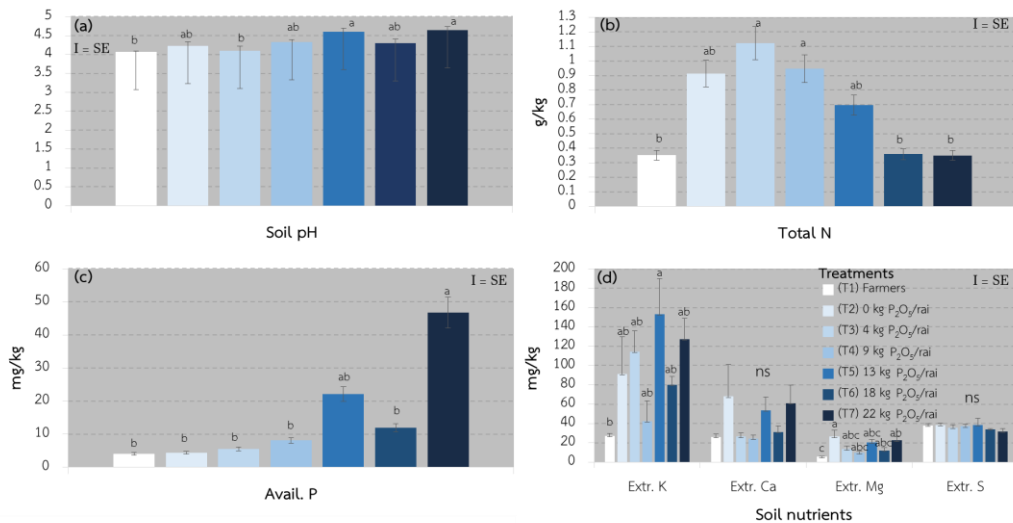 (a)
I = SE
5
4.5
4
3.5
3
2.5
2
1.5
1
0.5
0
b
ab
b
ab
a
ab
a
Soil pH
(b)
I = SE
g/kg
1.3
1.2
1.1
1
0.9
0.8
0.7
0.6
0.5
0.4
0.3
0.2
0.1
0
b
ab
a
a
ab
b
b
Total N
(c)
I = SE
mg/kg
60
50
40
30
20
10
0
b
b
b
b
ab
b
a
Avail. P
(d)
I = SE
mg/kg
200
180
160
140
120
100
80
60
40
20
0
Treatments
(T1) Farmers
(T2) 0 kg P₂O₅/rai
(T3) 4 kg P₂O₅/rai
(T4) 9 kg P₂O₅/rai
(T5) 13 kg P₂O₅/rai
(T6) 18 kg P₂O₅/rai
(T7) 22 kg P₂O₅/rai
b
ab
ab
ab
a
ab
ab
ns
c
a
abc
abc
abc
abc
ab
ns
Extr. K
Extr. Ca
Extr. Mg
Extr. S
Soil nutrients